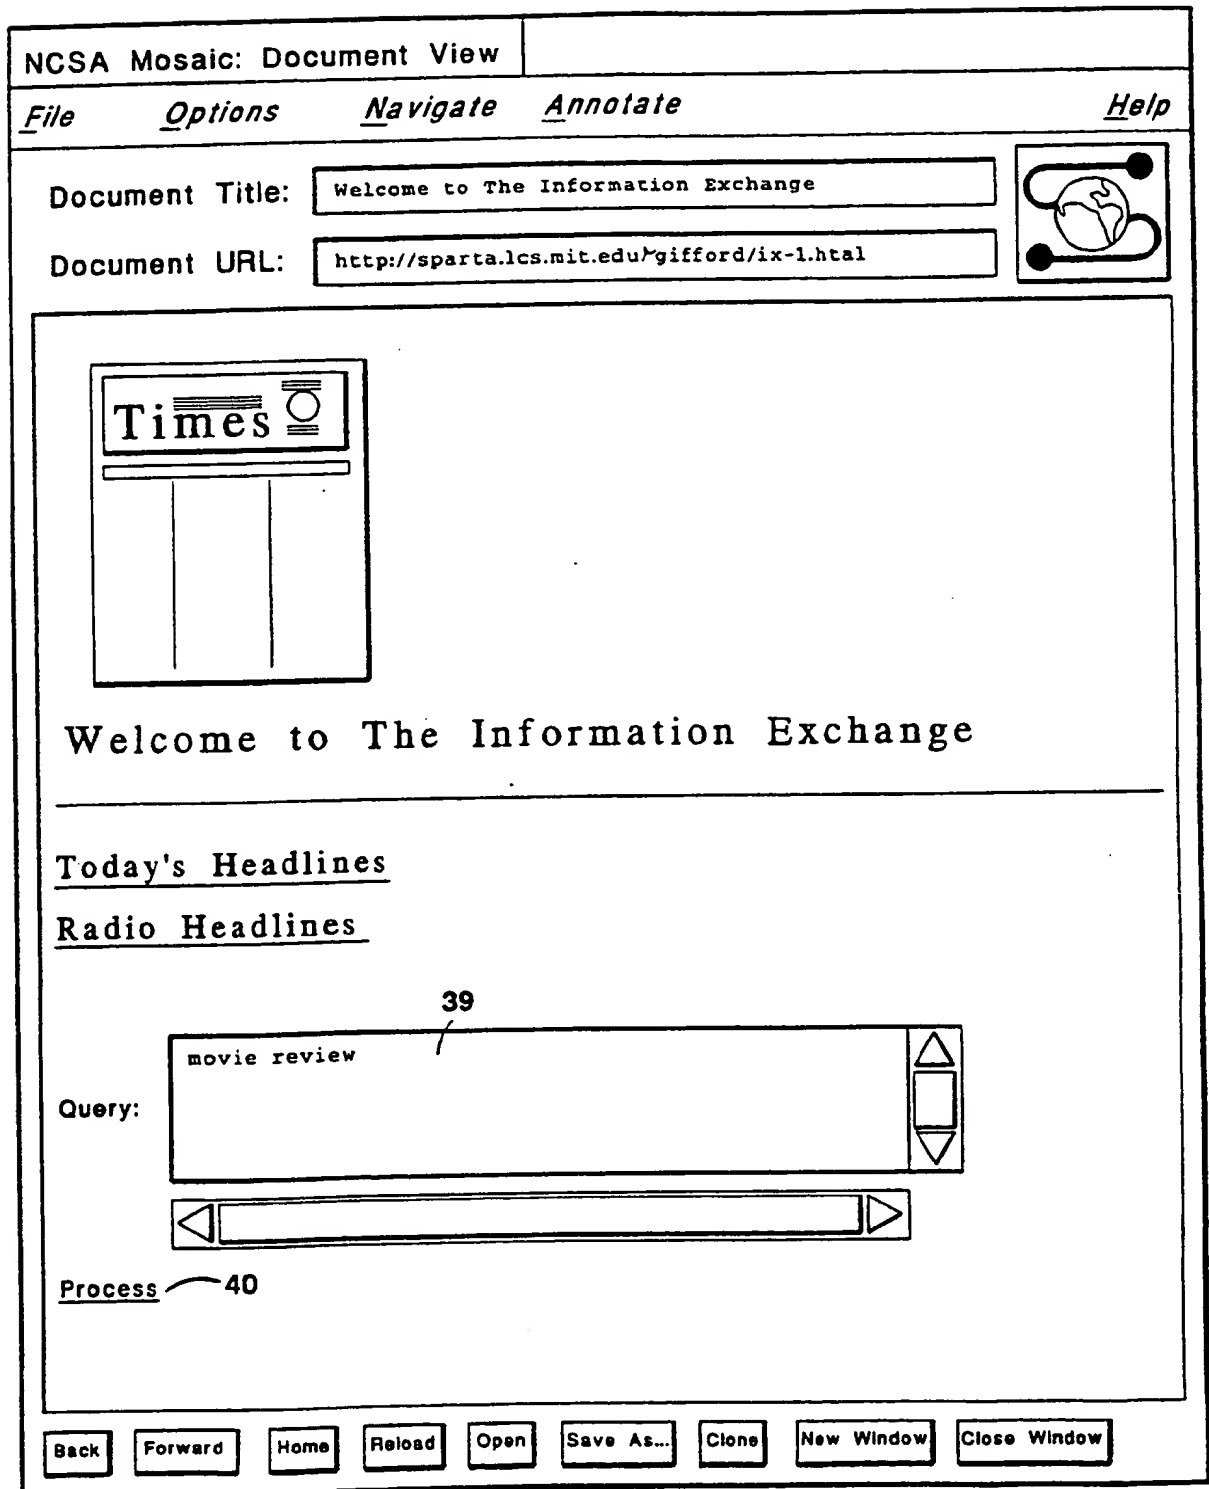 NCSA Mosaic: Document View
File Options Navigate Annotate Help
Document Title: Welcome to The Information Exchange
Document URL: http://sparta.lcs.mit.edu/~gifford/ix-1.htal
Times
Welcome to The Information Exchange
Today's Headlines
Radio Headlines
39
movie review
Query:
Process 40
Back Forward Home Reload Open Save As... Clone New Window Close Window